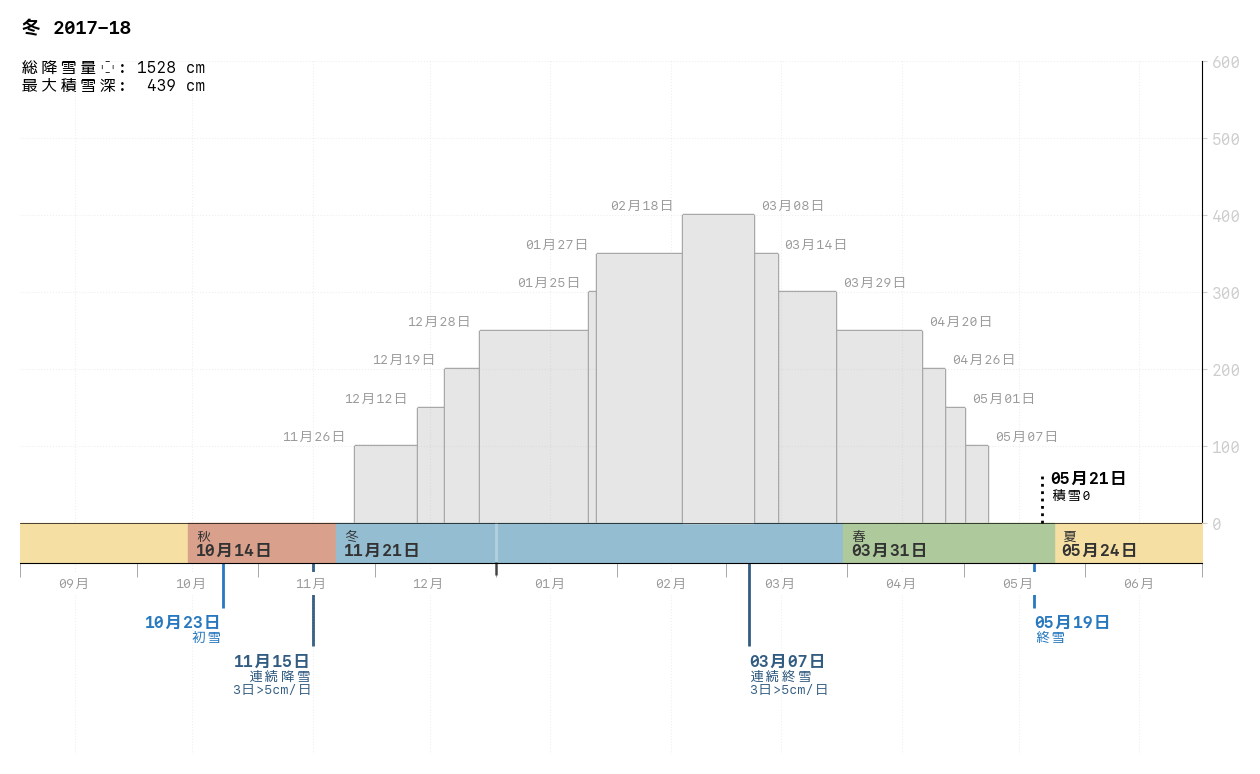 冬 2017-18
総降雪量: 1528 cm
最大積雪深: 439 cm
600
500
400
300
200
100
0
02月18日
03月08日
01月27日
03月14日
01月25日
03月29日
12月28日
04月20日
12月19日
04月26日
12月12日
05月01日
11月26日
05月07日
05月21日
積雪0
秋
10月14日
冬
11月21日
春
03月31日
夏
05月24日
09月
10月
11月
12月
01月
02月
03月
04月
05月
06月
10月23日
初雪
11月15日
連続降雪
3日>5cm/日
03月07日
連続終雪
3日>5cm/日
05月19日
終雪